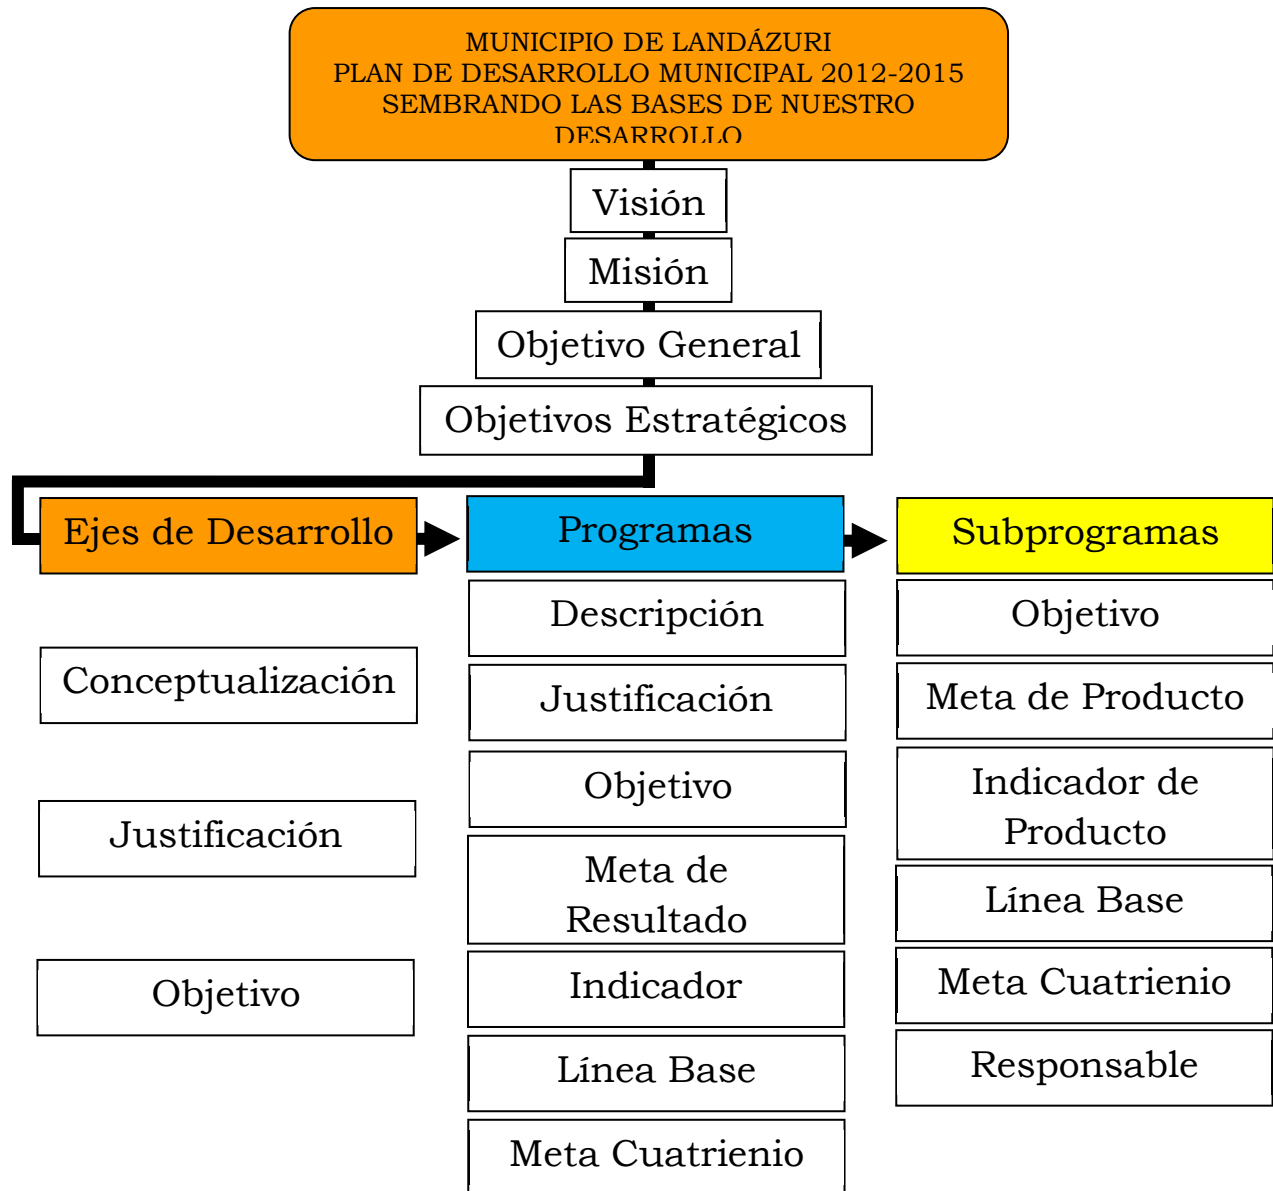 MUNICIPIO DE LANDÁZURI
PLAN DE DESARROLLO MUNICIPAL 2012-2015
SEMBRANDO LAS BASES DE NUESTRO
DESARROLLO
Visión
Misión
Objetivo General
Objetivos Estratégicos
Ejes de Desarrollo
Conceptualización
Justificación
Objetivo
Programas
Descripción
Justificación
Objetivo
Meta de
Resultado
Indicador
Línea Base
Meta Cuatrienio
Subprogramas
Objetivo
Meta de Producto
Indicador de
Producto
Línea Base
Meta Cuatrienio
Responsable